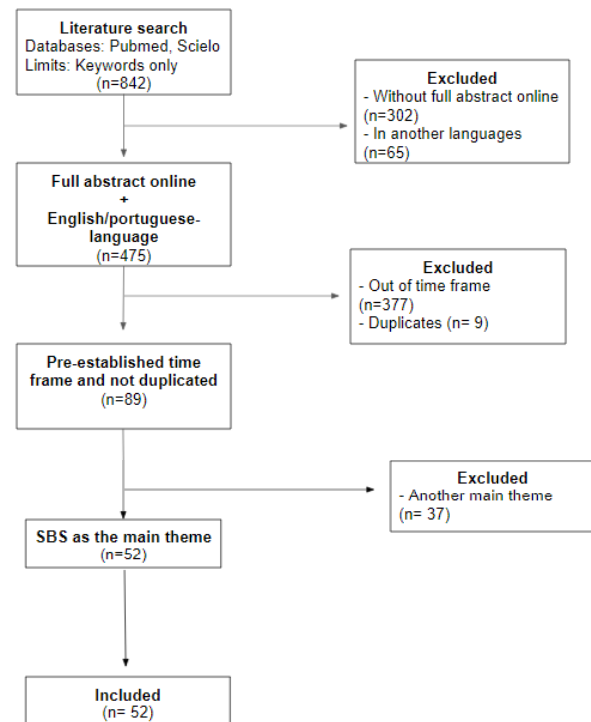 Literature search
Databases: Pubmed, Scielo
Limits: Keywords only
(n=842)
Excluded
- Without full abstract online
(n=302)
- In another languages
(n=65)
Full abstract online
+
English/portuguese-
language
(n=475)
Excluded
- Out of time frame
(n=377)
- Duplicates (n= 9)
Pre-established time
frame and not duplicated
(n=89)
Excluded
- Another main theme
(n= 37)
SBS as the main theme
(n=52)
Included
(n= 52)